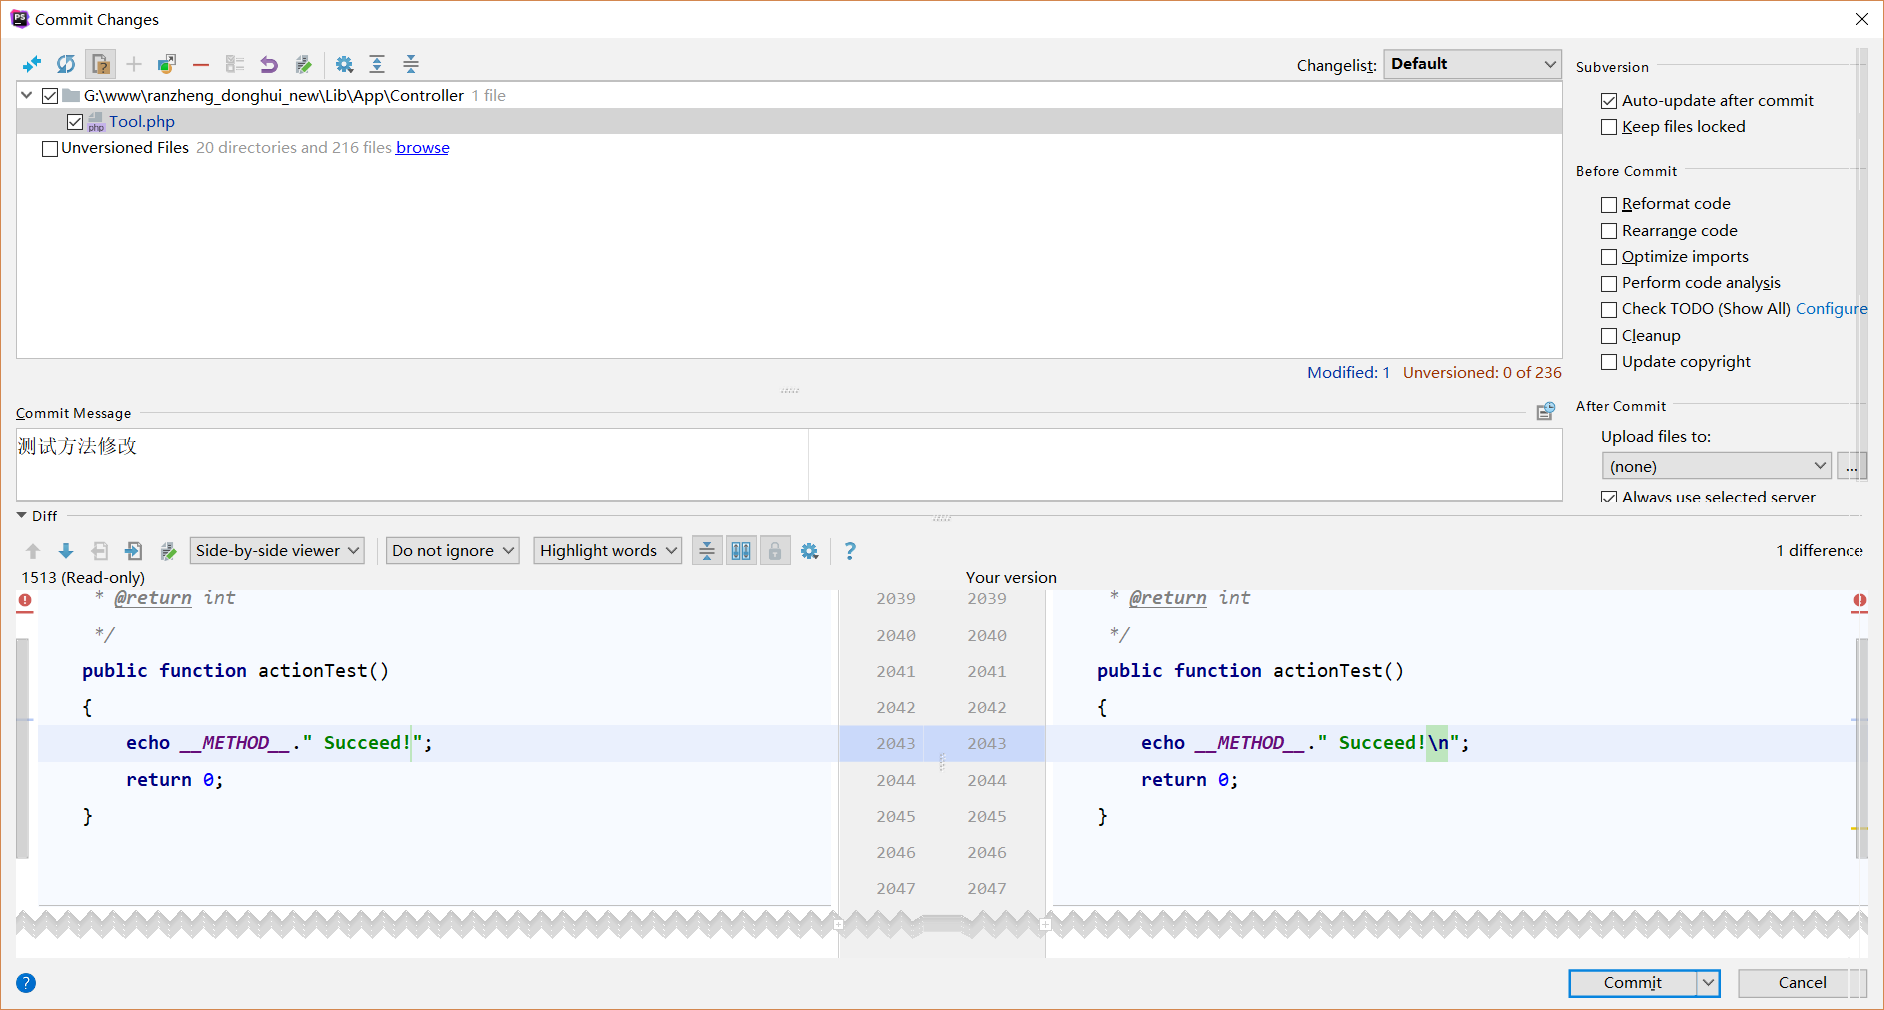 Commit Changes
Changelist: Default
G:\www\ranzheng_donghui_new\Lib\App\Controller 1 file
Tool.php
Unversioned Files 20 directories and 216 files browse
Modified: 1 Unversioned: 0 of 236
Subversion
Auto-update after commit
Keep files locked
Before Commit
Reformat code
Rearrange code
Optimize imports
Perform code analysis
Check TODO (Show All) Configure
Cleanup
Update copyright
After Commit
Upload files to:
(none) ...
Always use selected server
Commit Message
测试方法修改
Diff
Side-by-side viewer Do not ignore Highlight words ? 1 difference
1513 (Read-only) Your version
* @return int 2039 2039 * @return int
*/ 2040 2040 */
public function actionTest() 2041 2041 public function actionTest()
{ 2042 2042 {
echo __METHOD__." Succeed!"; 2043 2043 echo __METHOD__." Succeed!\n";
return 0; 2044 2044 return 0;
} 2045 2045 }
2046 2046
2047 2047
? Commit Cancel